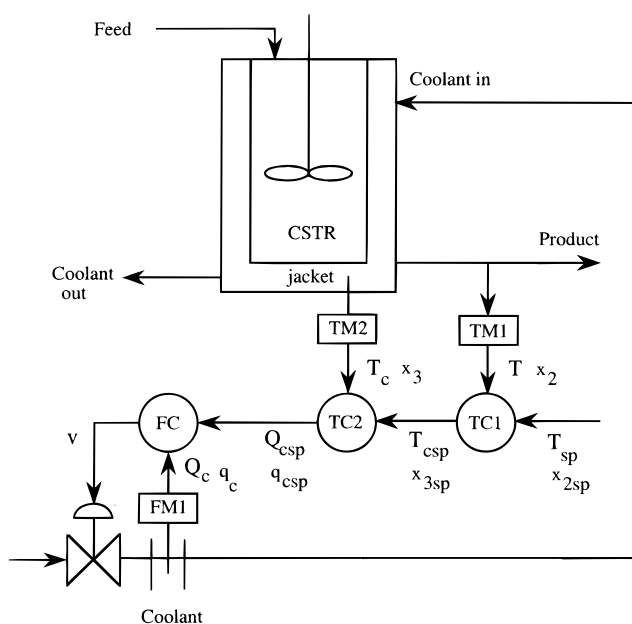 Feed
Coolant in
CSTR
Product
Coolant
out
jacket
TM2
TM1
T_c x_3
T x_2
FC
TC2
TC1
v
Q_csp
T_csp
T_sp
Q_c q_c
q_csp
x_3sp
x_2sp
FM1
Coolant